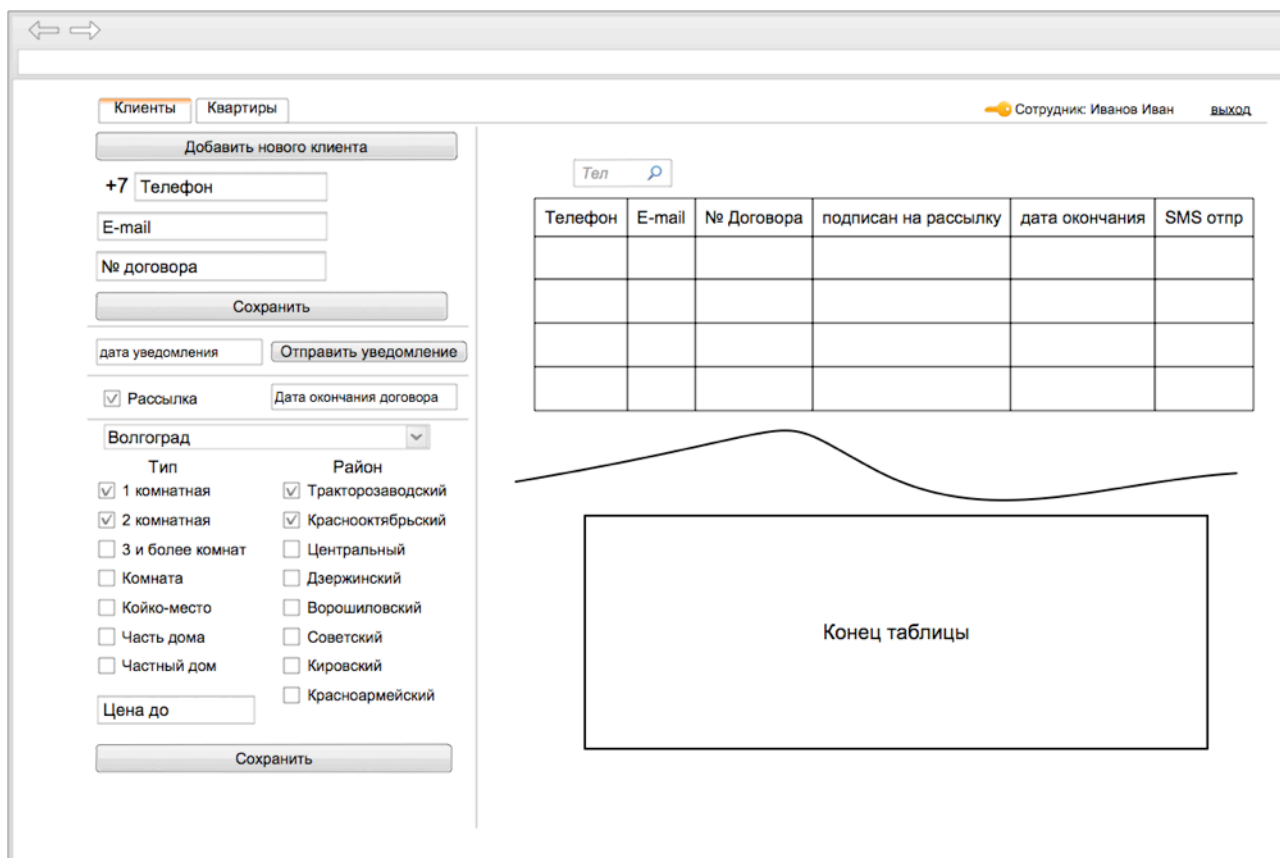 Клиенты Квартиры Сотрудник: Иванов Иван выход
Добавить нового клиента
+7 Телефон
E-mail
№ договора
Сохранить
дата уведомления Отправить уведомление
Рассылка Дата окончания договора
Волгоград
Тип Район
1 комнатная Тракторозаводский
2 комнатная Краснооктябрьский
3 и более комнат Центральный
Комната Дзержинский
Койко-место Ворошиловский
Часть дома Советский
Частный дом Кировский
Красноармейский
Цена до
Сохранить
Тел
Телефон E-mail № Договора подписан на рассылку дата окончания SMS отпр
Конец таблицы